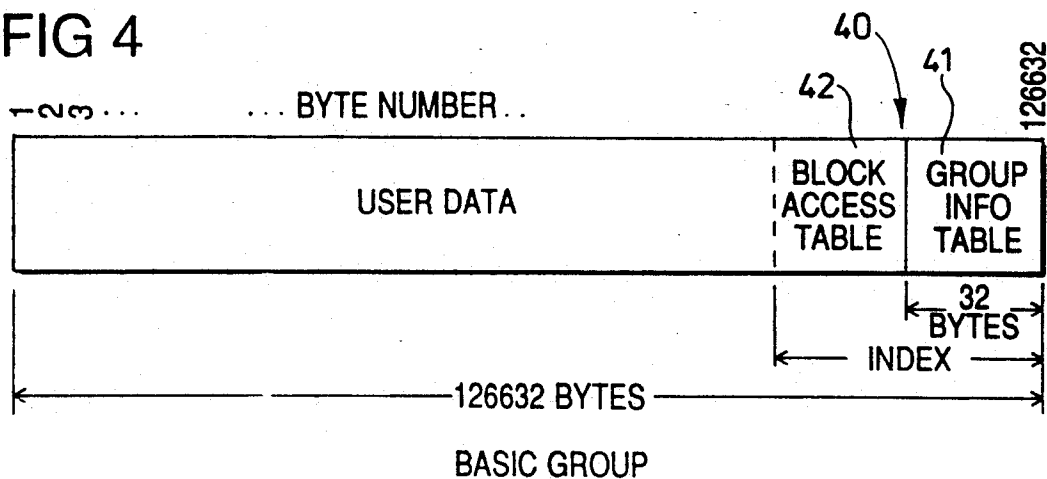 FIG 4
40
41
42
126632
1 2 3 ... ... BYTE NUMBER ..
USER DATA
BLOCK
ACCESS
TABLE
GROUP
INFO
TABLE
32
BYTES
INDEX
126632 BYTES
BASIC GROUP